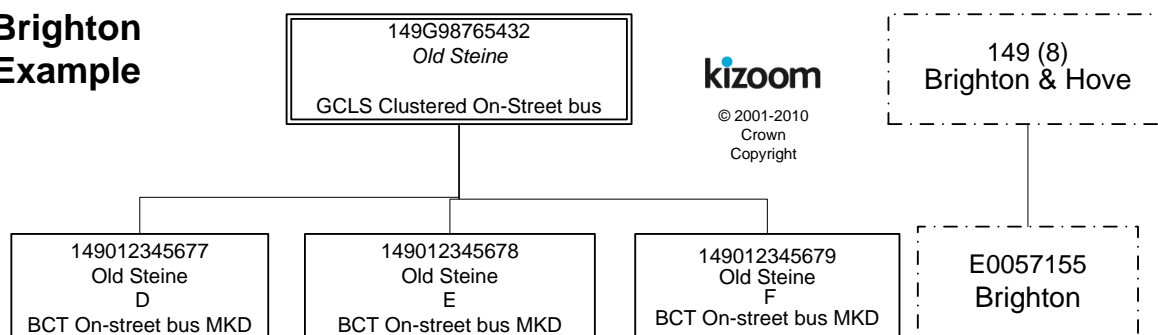 Brighton
Example
149G98765432
Old Steine
GCLS Clustered On-Street bus
kizoom
© 2001-2010
Crown
Copyright
149 (8)
Brighton & Hove
149012345677
Old Steine
D
BCT On-street bus MKD
149012345678
Old Steine
E
BCT On-street bus MKD
149012345679
Old Steine
F
BCT On-street bus MKD
E0057155
Brighton